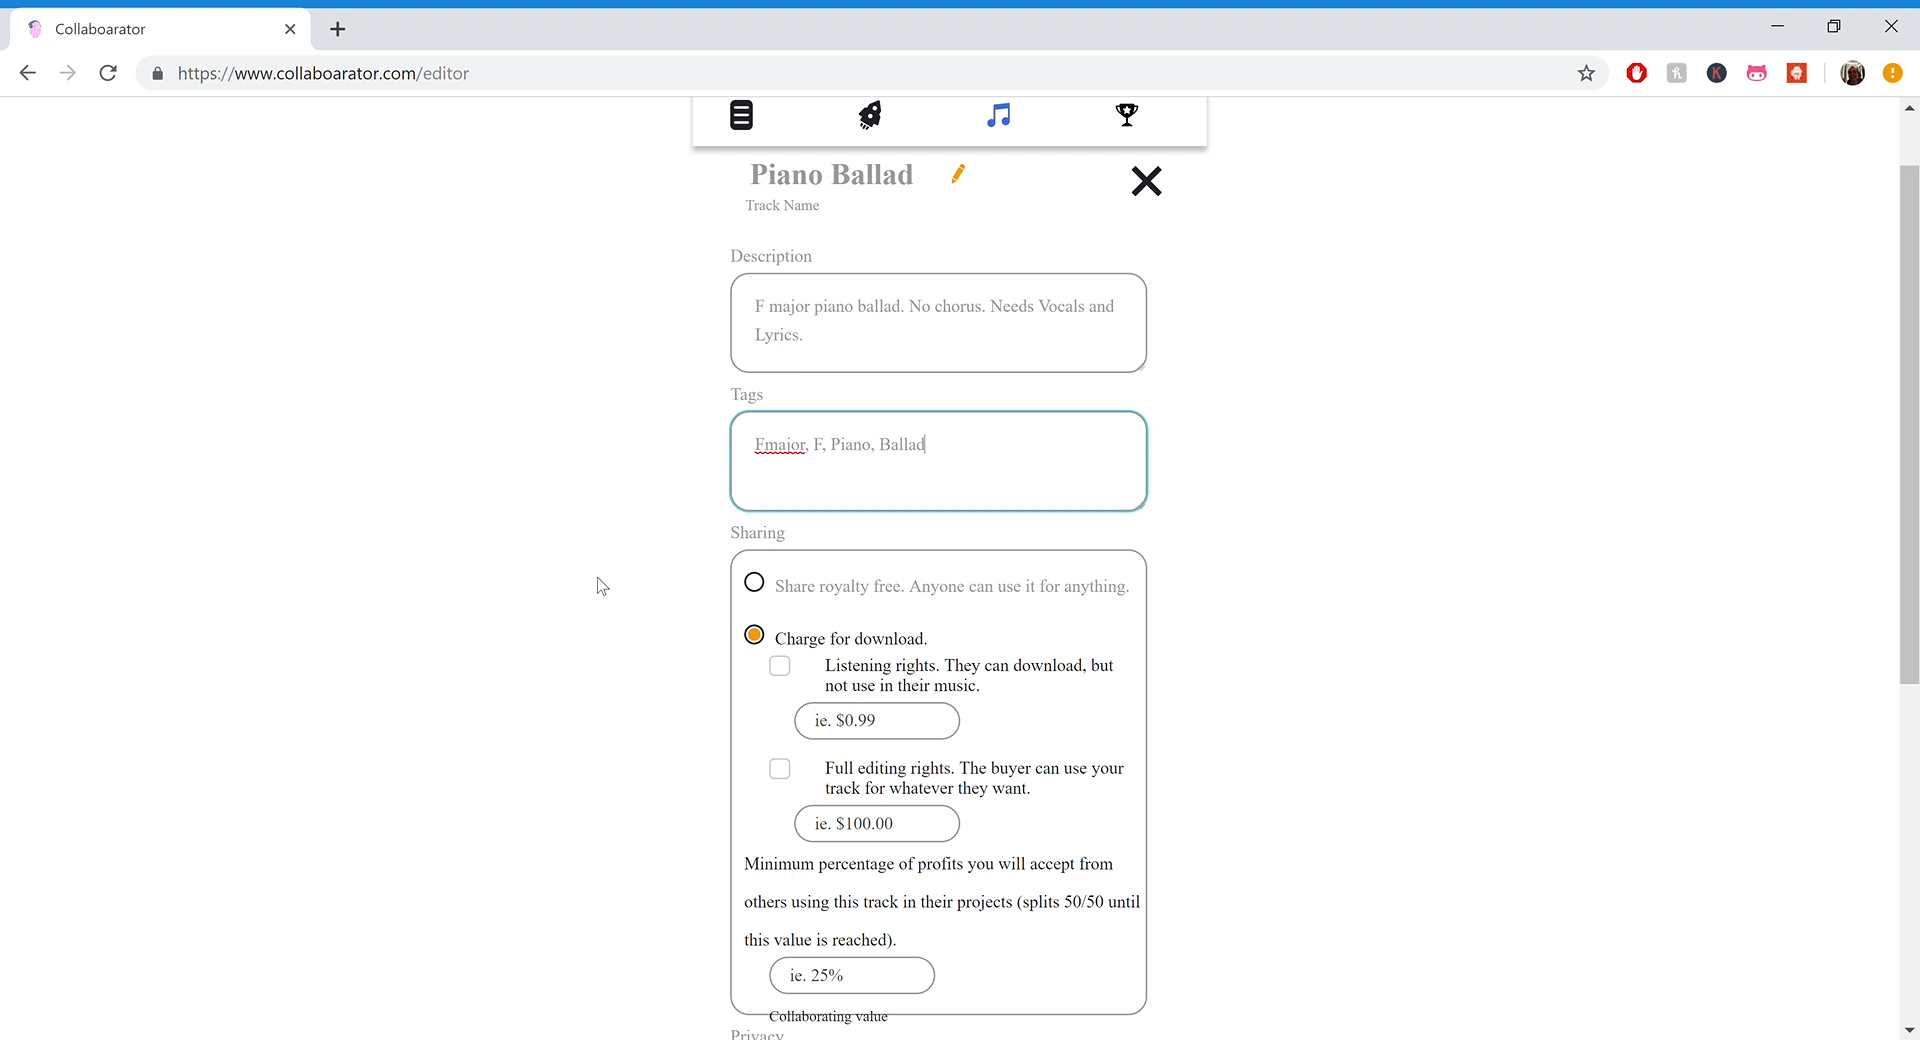 Collaboarator
https://www.collaboarator.com/editor
Piano Ballad
Track Name
Description
F major piano ballad. No chorus. Needs Vocals and
Lyrics.
Tags
Fmajor, F, Piano, Ballad
Sharing
Share royalty free. Anyone can use it for anything.
Charge for download.
Listening rights. They can download, but
not use in their music.
ie. $0.99
Full editing rights. The buyer can use your
track for whatever they want.
ie. $100.00
Minimum percentage of profits you will accept from
others using this track in their projects (splits 50/50 until
this value is reached).
ie. 25%
Collaborating value
Privacy